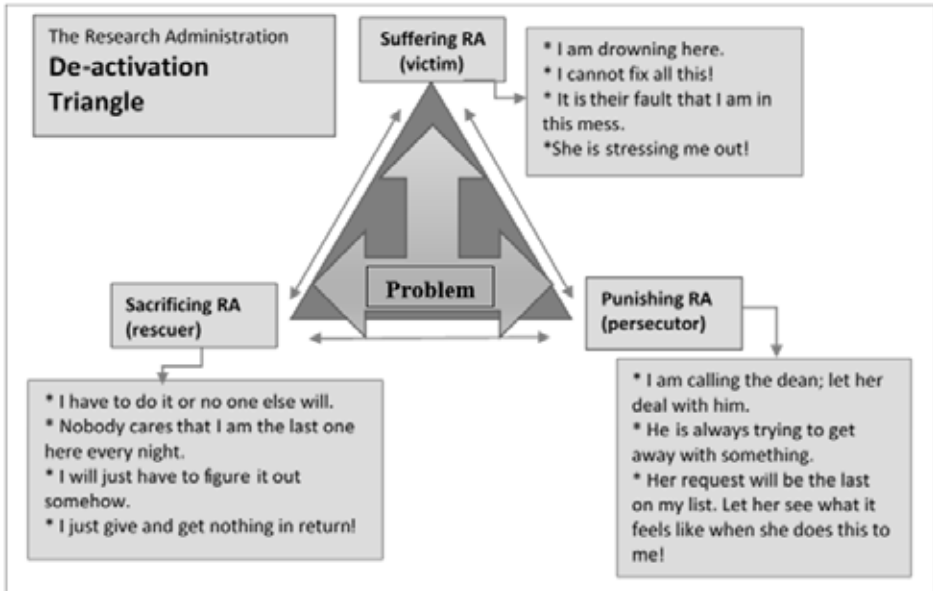 The Research Administration
De-activation
Triangle
Suffering RA
(victim)
* I am drowning here.
* I cannot fix all this!
* It is their fault that I am in
this mess.
*She is stressing me out!
Problem
Sacrificing RA
(rescuer)
* I have to do it or no one else will.
* Nobody cares that I am the last one
here every night.
* I will just have to figure it out
somehow.
* I just give and get nothing in return!
Punishing RA
(persecutor)
* I am calling the dean; let her
deal with him.
* He is always trying to get
away with something.
* Her request will be the last
on my list. Let her see what it
feels like when she does this to
me!